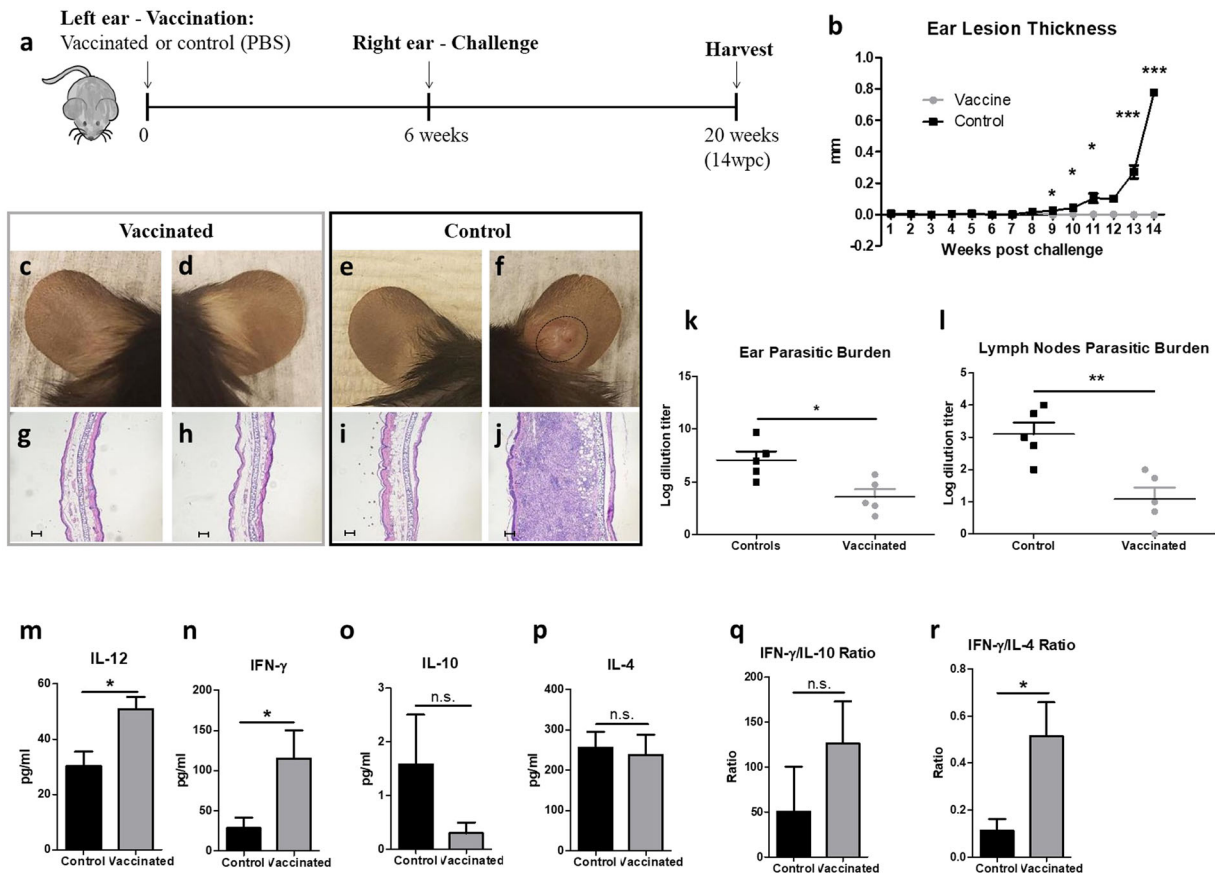 a
Left ear - Vaccination:
Vaccinated or control (PBS)
Right ear - Challenge
Harvest
0
6 weeks
20 weeks
(14wpc)
b
Ear Lesion Thickness
mm
1.0
0.8
0.6
0.4
0.2
0.0
-0.2
Vaccine
Control
*
*
*
***
***
1 2 3 4 5 6 7 8 9 10 11 12 13 14
Weeks post challenge
Vaccinated
Control
c
d
e
f
g
h
i
j
k
Ear Parasitic Burden
Log dilution titer
15
10
5
0
*
Controls Vaccinated
l
Lymph Nodes Parasitic Burden
Log dilution titer
5
4
3
2
1
0
**
Control Vaccinated
m
IL-12
pg/ml
60
40
20
0
*
Control Vaccinated
n
IFN-γ
pg/ml
200
150
100
50
0
*
Control Vaccinated
o
IL-10
pg/ml
3
2
1
0
n.s.
Control Vaccinated
p
IL-4
pg/ml
400
300
200
100
0
n.s.
Control Vaccinated
q
IFN-γ/IL-10 Ratio
Ratio
200
150
100
50
0
n.s.
Control Vaccinated
r
IFN-γ/IL-4 Ratio
Ratio
0.8
0.6
0.4
0.2
0.0
*
Control Vaccinated